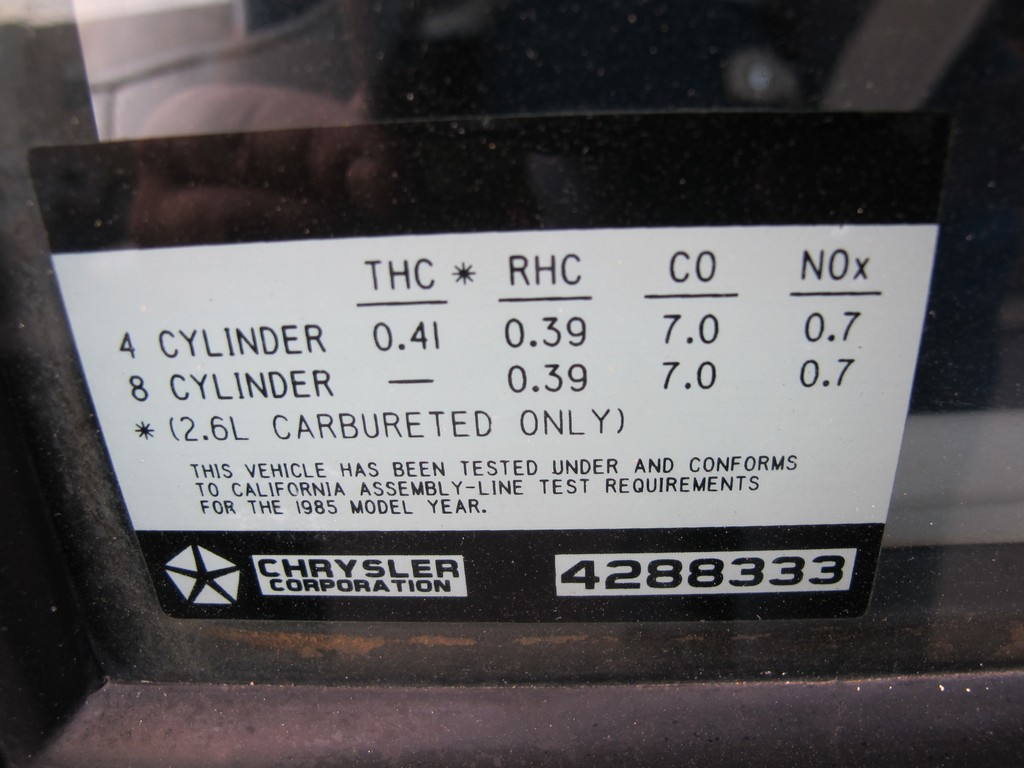 THC * RHC CO NOx
4 CYLINDER 0.41 0.39 7.0 0.7
8 CYLINDER — 0.39 7.0 0.7
* (2.6L CARBURETED ONLY)
THIS VEHICLE HAS BEEN TESTED UNDER AND CONFORMS
TO CALIFORNIA ASSEMBLY-LINE TEST REQUIREMENTS
FOR THE 1985 MODEL YEAR.
CHRYSLER
CORPORATION
4288333